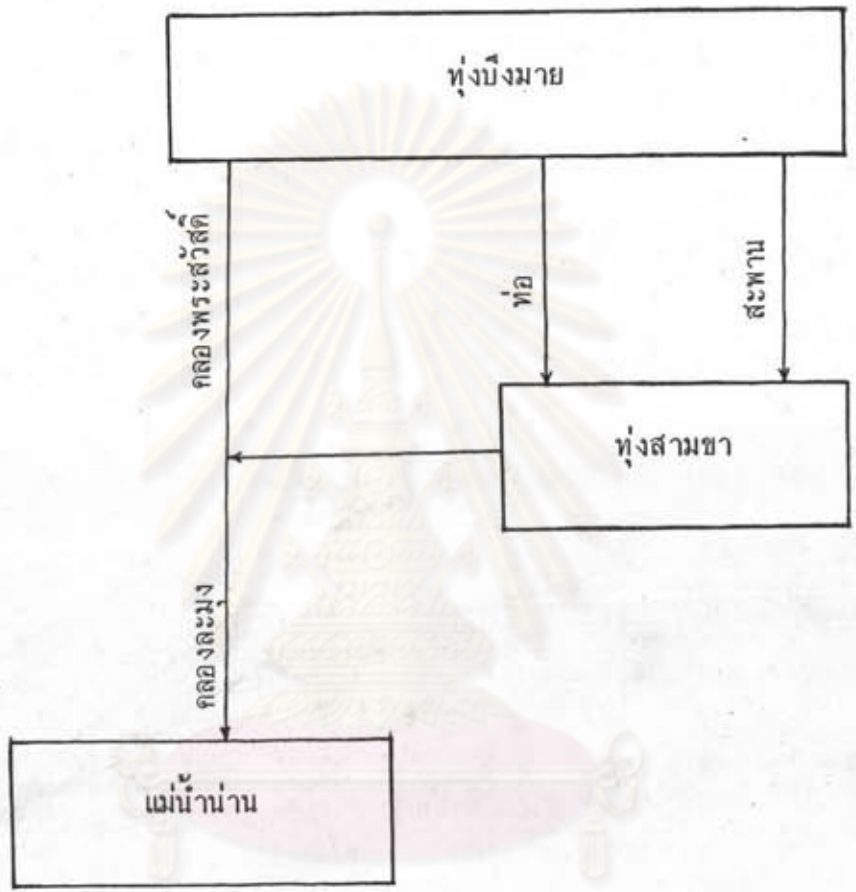 ทุ่งบึงมาย
คลองพระสวัสดิ์
ท่อ
สะพาน
ทุ่งสามขา
คลองละมุง
แม่น้ำน่าน